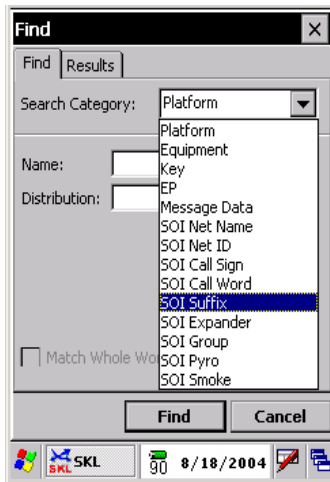 Find
Find Results
Search Category: Platform
Platform
Equipment
Key
Name:
EP
Distribution:
Message Data
SOI Net Name
SOI Net ID
SOI Call Sign
SOI Call Word
SOI Suffix
SOI Expander
SOI Group
Match Whole Wo
SOI Pyro
SOI Smoke
Find Cancel
SKL SKL 90 8/18/2004